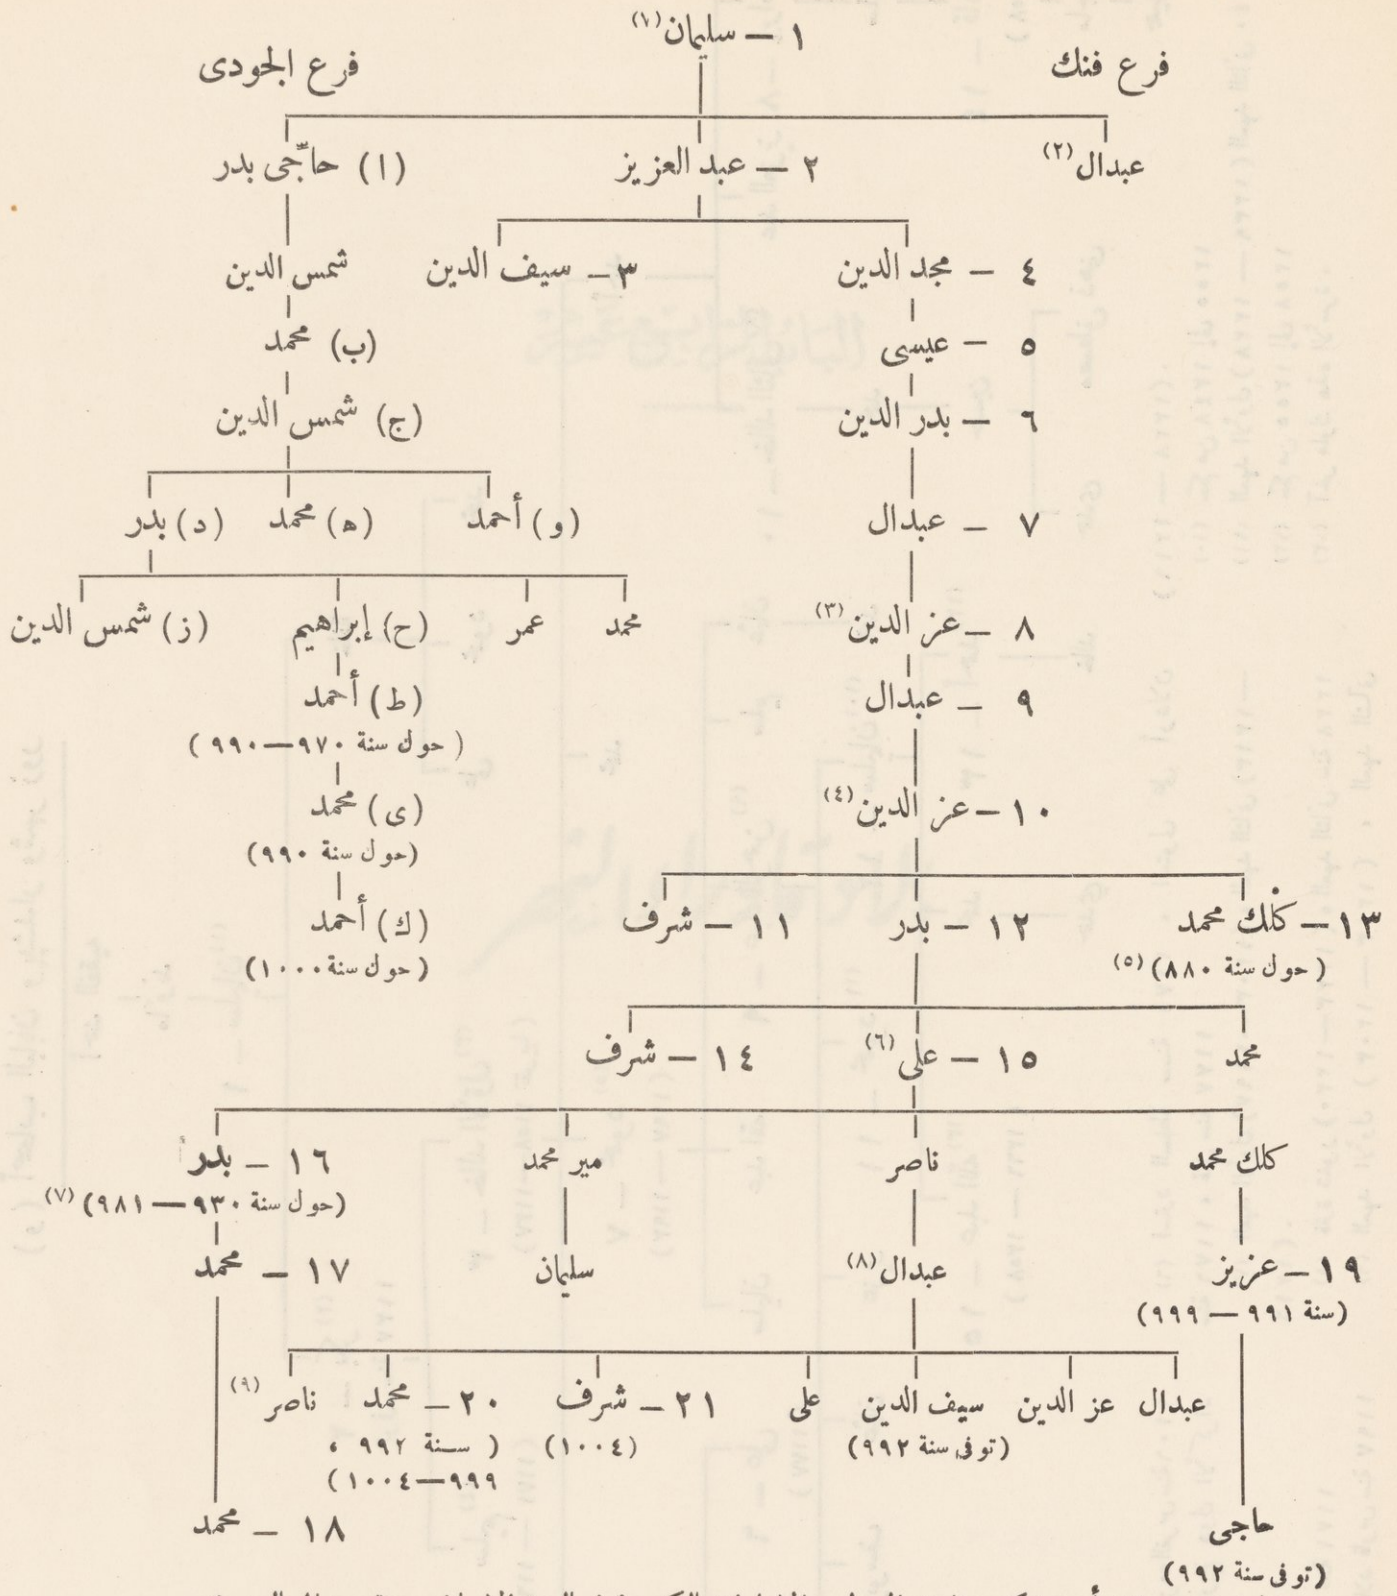 ١ — سليمان (١)
فرع فنك
فرع الجودى
عبدال (٢)
٢ — عبد العزيز
(ا) حاجّى بدر
٤ — مجد الدين
٣ — سيف الدين
شمس الدين
٥ — عيسى
(ب) محمد
٦ — بدر الدين
(ج) شمس الدين
٧ — عبدال
(و) أحمد
(ه) محمد
(د) بدر
٨ — عز الدين (٣)
محمد
عمر
(ح) إبراهيم
(ز) شمس الدين
٩ — عبدال
(ط) أحمد
(حول سنة ٩٧٠—٩٩٠)
١٠ — عز الدين (٤)
(ى) محمد
(حول سنة ٩٩٠)
١٣ — كلك محمد
(حول سنة ٨٨٠) (٥)
١٢ — بدر
١١ — شرف
(ك) أحمد
(حول سنة ١٠٠٠)
محمد
١٥ — على (٦)
١٤ — شرف
كلك محمد
ناصر
مير محمد
١٦ — بدر
(حول سنة ٩٣٠ — ٩٨١) (٧)
١٩ — عزيز
(سنة ٩٩١ — ٩٩٩)
عبدال (٨)
سليمان
١٧ — محمد
عبدال
عز الدين
سيف الدين
(توفى سنة ٩٩٢)
على
٢١ — شرف
(١٠٠٤)
٢٠ — محمد
(سنة ٩٩٢ ،
٩٩٩—١٠٠٤)
ناصر (٩)
حاجى
(توفى سنة ٩٩٢)
١٨ — محمد